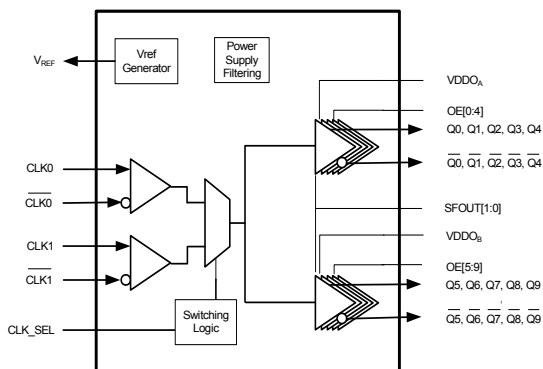 Vref
Generator
Power
Supply
Filtering
VREF
VDDOA
OE[0:4]
Q0, Q1, Q2, Q3, Q4
Q0, Q1, Q2, Q3, Q4
CLK0
CLK0
SFOUT[1:0]
VDDOB
CLK1
CLK1
OE[5:9]
Q5, Q6, Q7, Q8, Q9
Q5, Q6, Q7, Q8, Q9
CLK_SEL
Switching
Logic